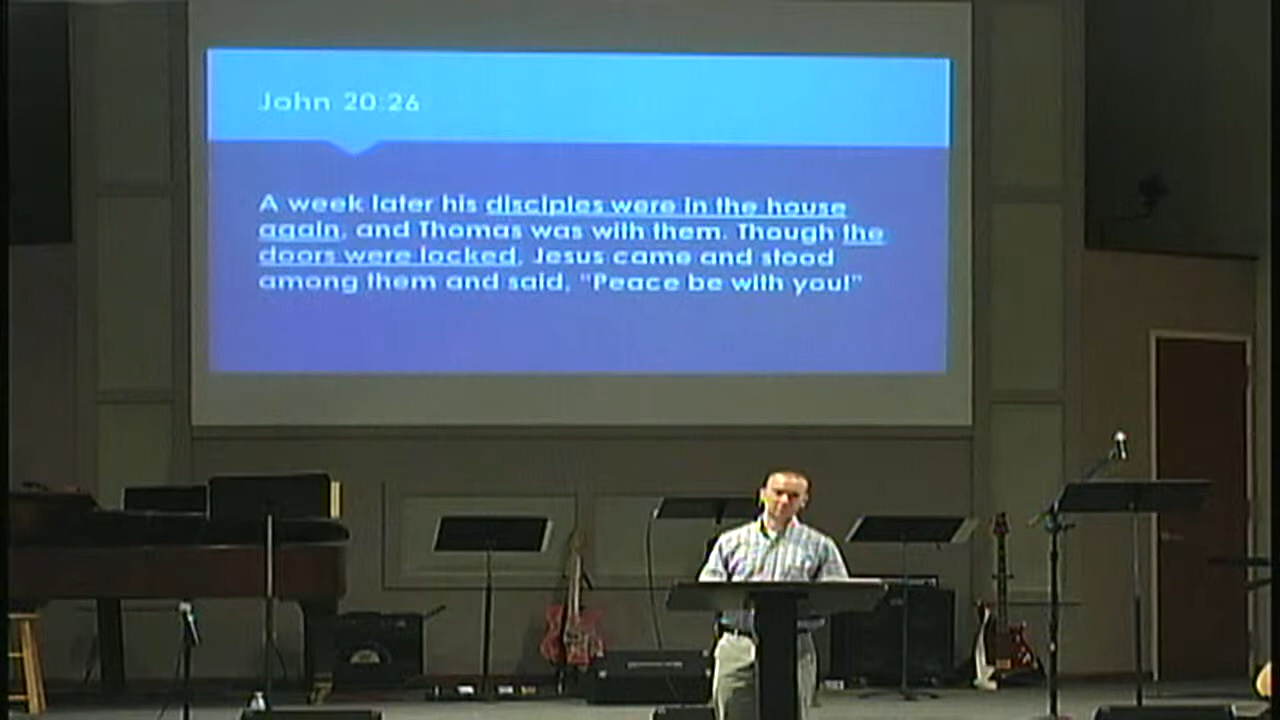 John 20:26
A week later his disciples were in the house
again, and Thomas was with them. Though the
doors were locked, Jesus came and stood
among them and said, "Peace be with you!"